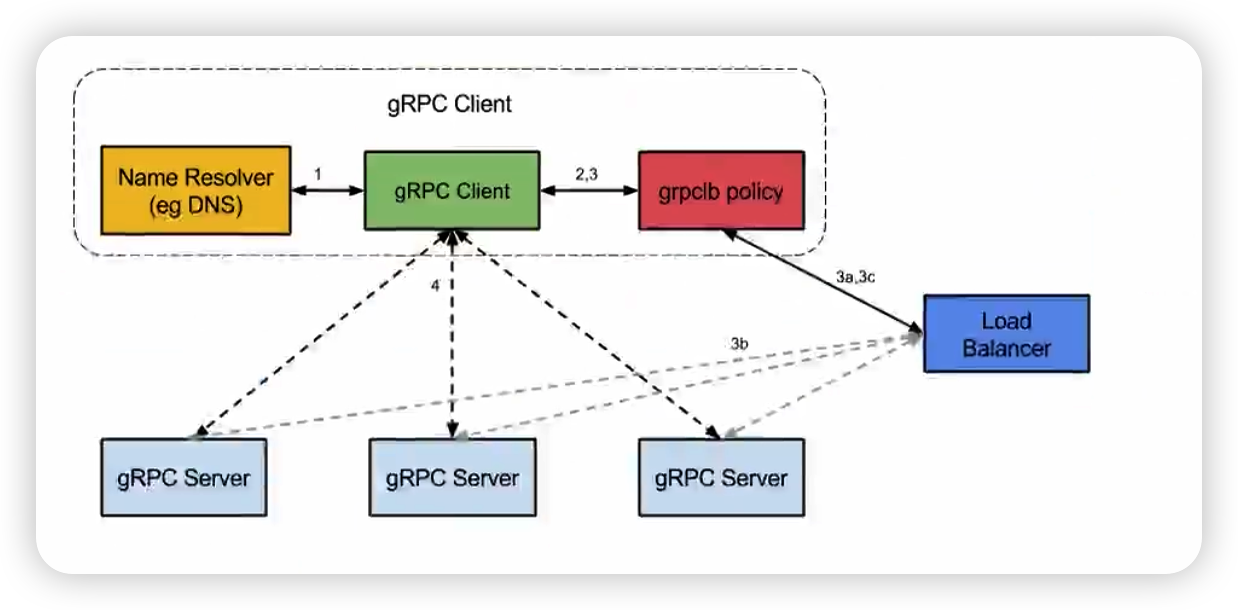 gRPC Client
Name Resolver
(eg DNS)
1
gRPC Client
2,3
grpclb policy
3a,3c
4
Load
Balancer
3b
gRPC Server
gRPC Server
gRPC Server